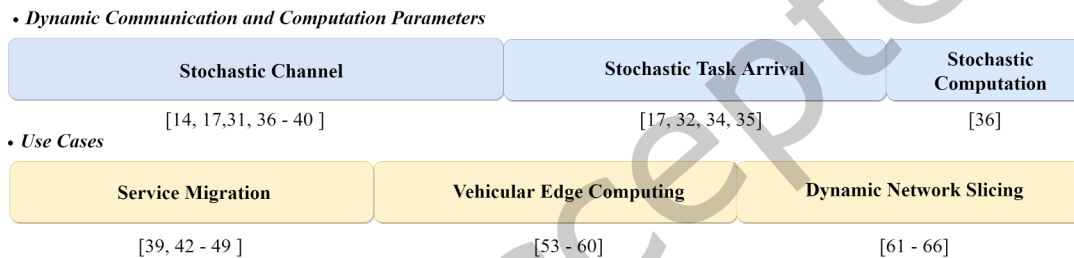 • Dynamic Communication and Computation Parameters
Stochastic Channel
Stochastic Task Arrival
Stochastic
Computation
[14, 17,31, 36 - 40 ]
[17, 32, 34, 35]
[36]
• Use Cases
Service Migration
Vehicular Edge Computing
Dynamic Network Slicing
[39, 42 - 49 ]
[53 - 60]
[61 - 66]